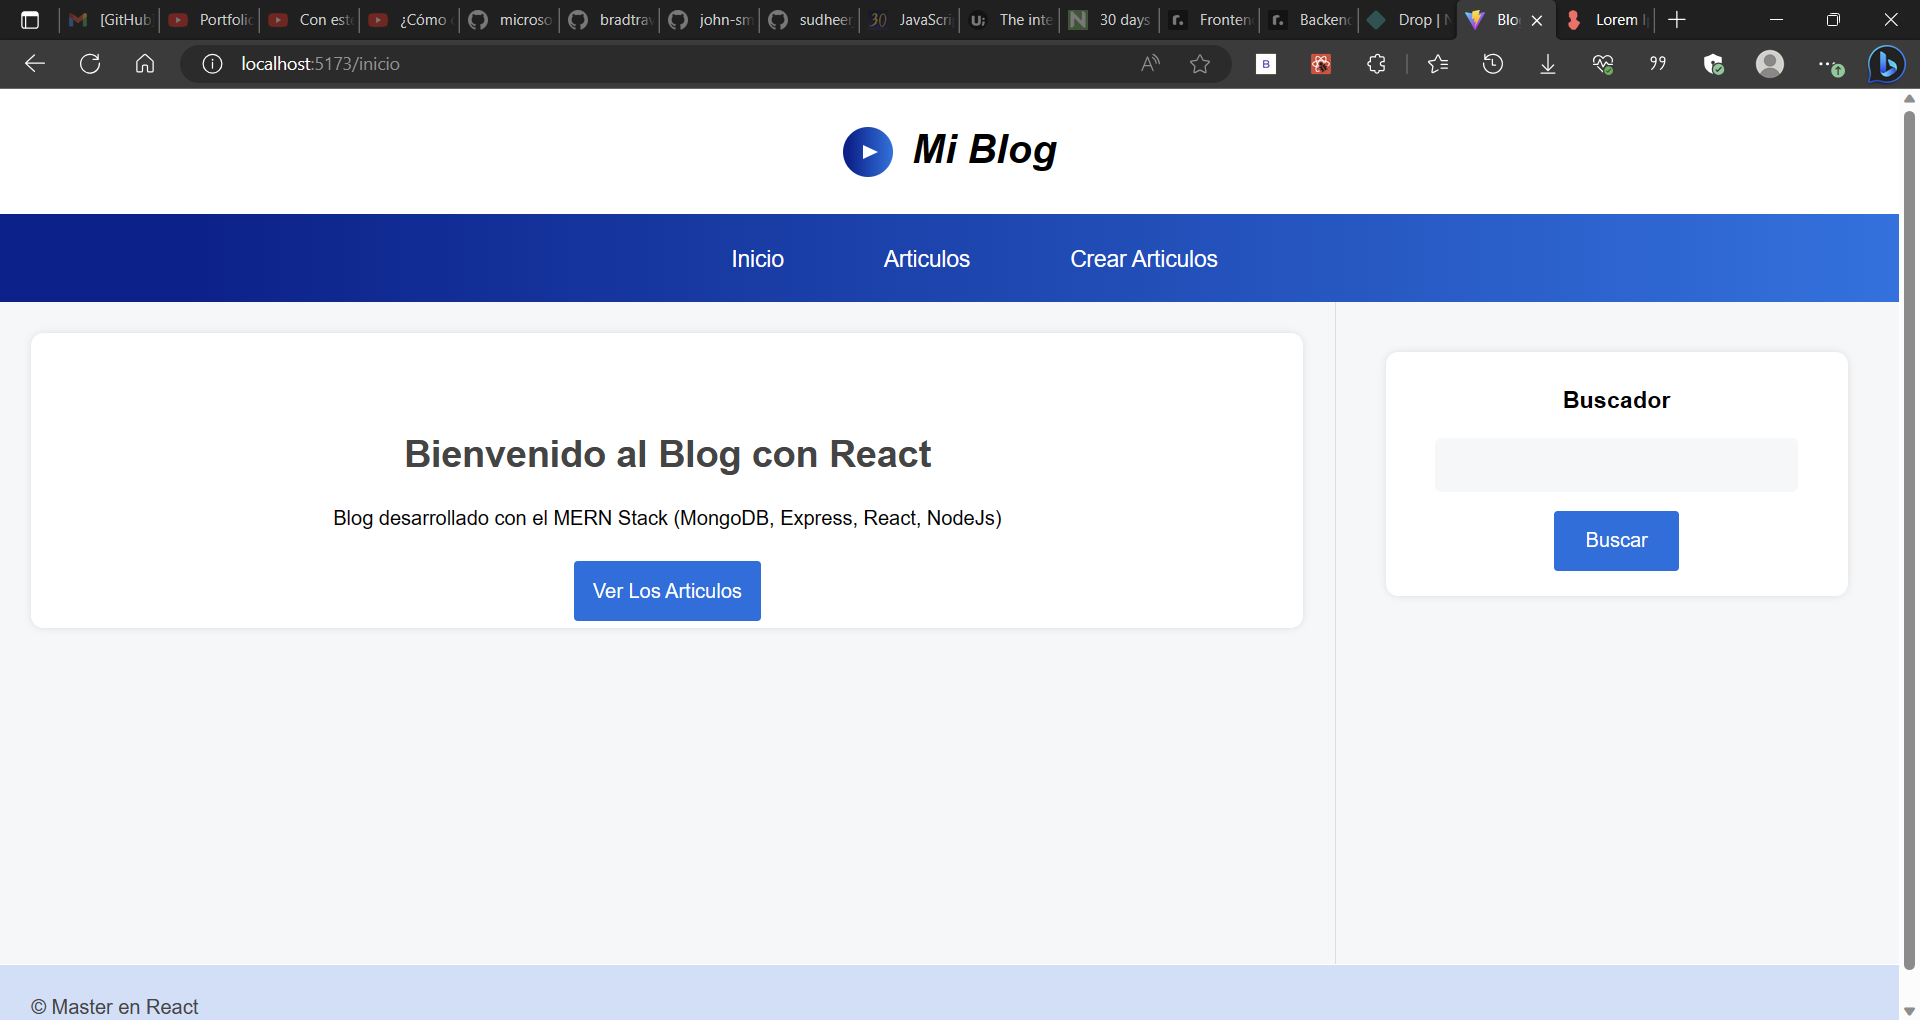 [GitHub
Portfolio
Con est
¿Cómo
microso
bradtrav
john-sm
sudheer
30
JavaScri
The inte
N
30 days
r.
Fronten
r.
Backend
Drop | N
Blo
Lorem I
localhost:5173/inicio
B
Mi Blog
Inicio Articulos Crear Articulos
Bienvenido al Blog con React
Blog desarrollado con el MERN Stack (MongoDB, Express, React, NodeJs)
Ver Los Articulos
Buscador
Buscar
© Master en React